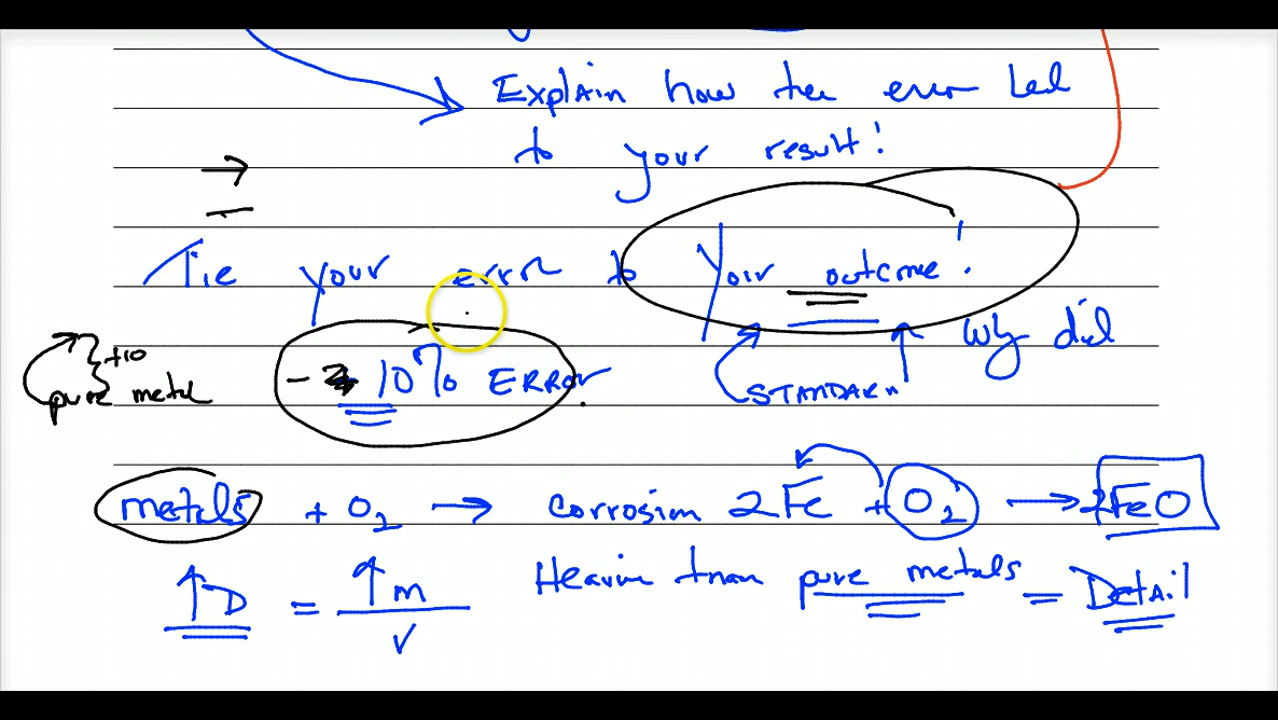 Explain how the error led
to your result!
Tie your error to your outcome!
Why did
STANDARD
+10
pure metal
- 10% ERROR.
metals + O2 → corrosion 2Fe + O2 → 2FeO
↑D = ↑m / V
Heavier than pure metals = Detail